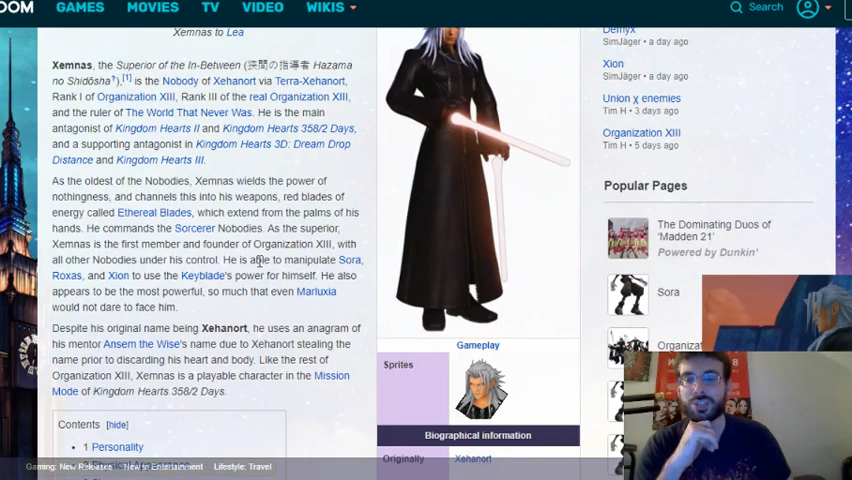 OM GAMES MOVIES TV VIDEO WIKIS Search
Xemnas to Lea
Xemnas, the Superior of the In-Between (狭間の指導者 Hazama
no Shidōsha?),[1] is the Nobody of Xehanort via Terra-Xehanort,
Rank I of Organization XIII, Rank III of the real Organization XIII,
and the ruler of The World That Never Was. He is the main
antagonist of Kingdom Hearts II and Kingdom Hearts 358/2 Days,
and a supporting antagonist in Kingdom Hearts 3D: Dream Drop
Distance and Kingdom Hearts III.
As the oldest of the Nobodies, Xemnas wields the power of
nothingness, and channels this into his weapons, red blades of
energy called Ethereal Blades, which extend from the palms of his
hands. He commands the Sorcerer Nobodies. As the superior,
Xemnas is the first member and founder of Organization XIII, with
all other Nobodies under his control. He is able to manipulate Sora,
Roxas, and Xion to use the Keyblade's power for himself. He also
appears to be the most powerful, so much that even Marluxia
would not dare to face him.
Despite his original name being Xehanort, he uses an anagram of
his mentor Ansem the Wise's name due to Xehanort stealing the
name prior to discarding his heart and body. Like the rest of
Organization XIII, Xemnas is a playable character in the Mission
Mode of Kingdom Hearts 358/2 Days.
Contents [hide]
1 Personality
2 Physical Appearance
Gameplay
Sprites
Biographical information
Originally Xehanort
Demyx
SimJäger • a day ago
Xion
SimJäger • a day ago
Union χ enemies
Tim H • 3 days ago
Organization XIII
Tim H • 5 days ago
Popular Pages
The Dominating Duos of
'Madden 21'
Powered by Dunkin'
Sora
Organizat
Gaming: New Releases New in Entertainment Lifestyle: Travel